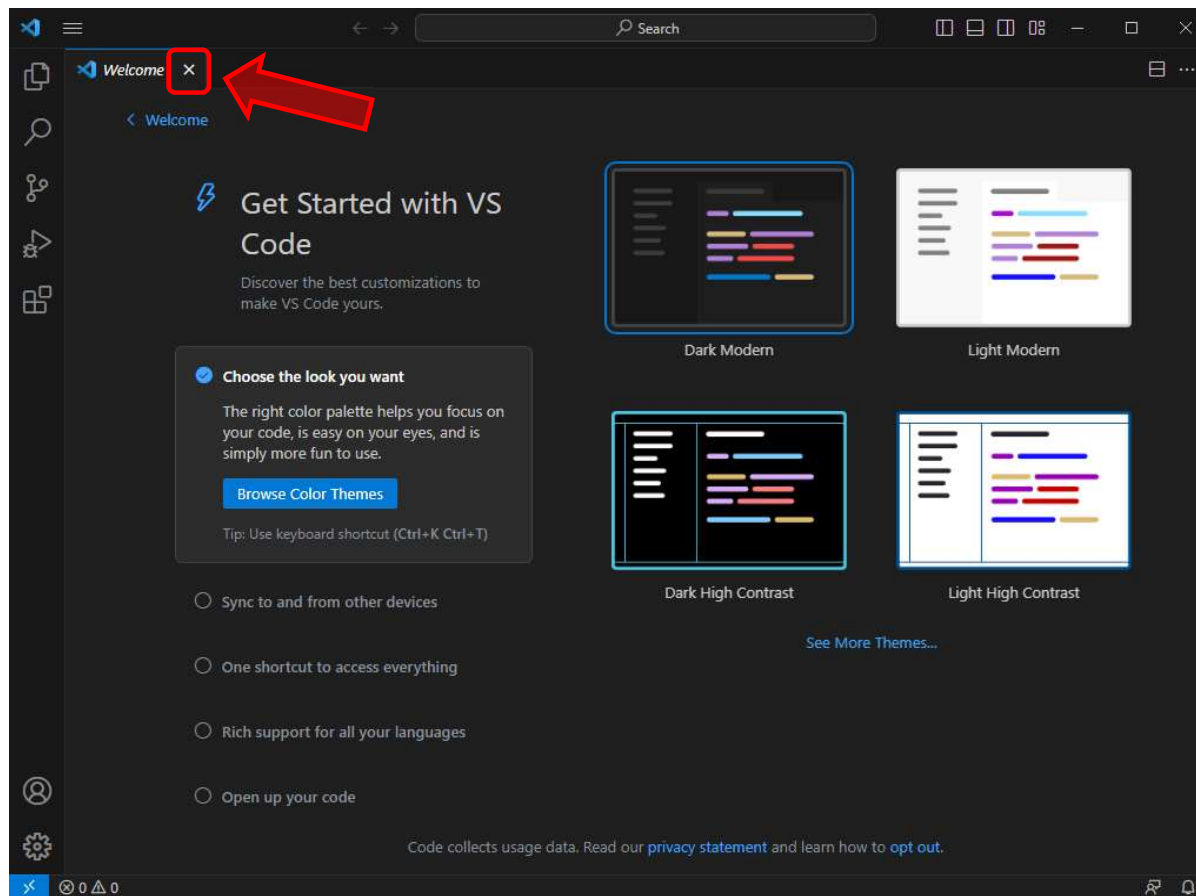 Search
Welcome
Welcome
Get Started with VS
Code
Discover the best customizations to
make VS Code yours.
Choose the look you want
The right color palette helps you focus on
your code, is easy on your eyes, and is
simply more fun to use.
Browse Color Themes
Tip: Use keyboard shortcut (Ctrl+K Ctrl+T)
Sync to and from other devices
One shortcut to access everything
Rich support for all your languages
Open up your code
Dark Modern
Light Modern
Dark High Contrast
Light High Contrast
See More Themes...
Code collects usage data. Read our privacy statement and learn how to opt out.
0 0